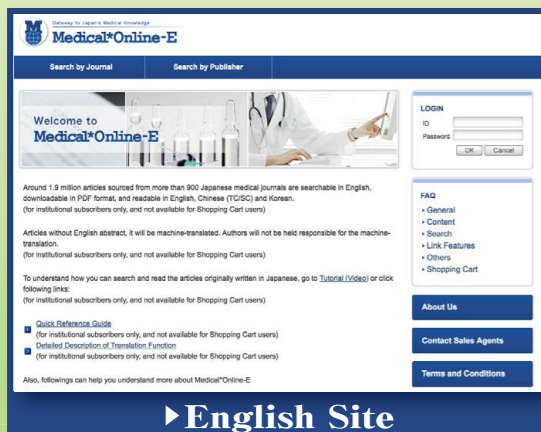 Gateway to Japan's Medical Knowledge
Medical*Online-E
Search by Journal
Search by Publisher
Welcome to
Medical*Online-E
Around 1.9 million articles sourced from more than 900 Japanese medical journals are searchable in English,
downloadable in PDF format, and readable in English, Chinese (TC/SC) and Korean.
(for institutional subscribers only, and not available for Shopping Cart users)
Articles without English abstract, it will be machine-translated. Authors will not be held responsible for the machine-
translation.
(for institutional subscribers only, and not available for Shopping Cart users)
To understand how you can search and read the articles originally written in Japanese, go to Tutorial (Video) or click
following links:
(for institutional subscribers only, and not available for Shopping Cart users)
Quick Reference Guide
(for institutional subscribers only, and not available for Shopping Cart users)
Detailed Description of Translation Function
(for institutional subscribers only, and not available for Shopping Cart users)
Also, followings can help you understand more about Medical*Online-E
LOGIN
ID
Password
OK
Cancel
FAQ
General
Content
Search
Link Features
Others
Shopping Cart
About Us
Contact Sales Agents
Terms and Conditions
English Site